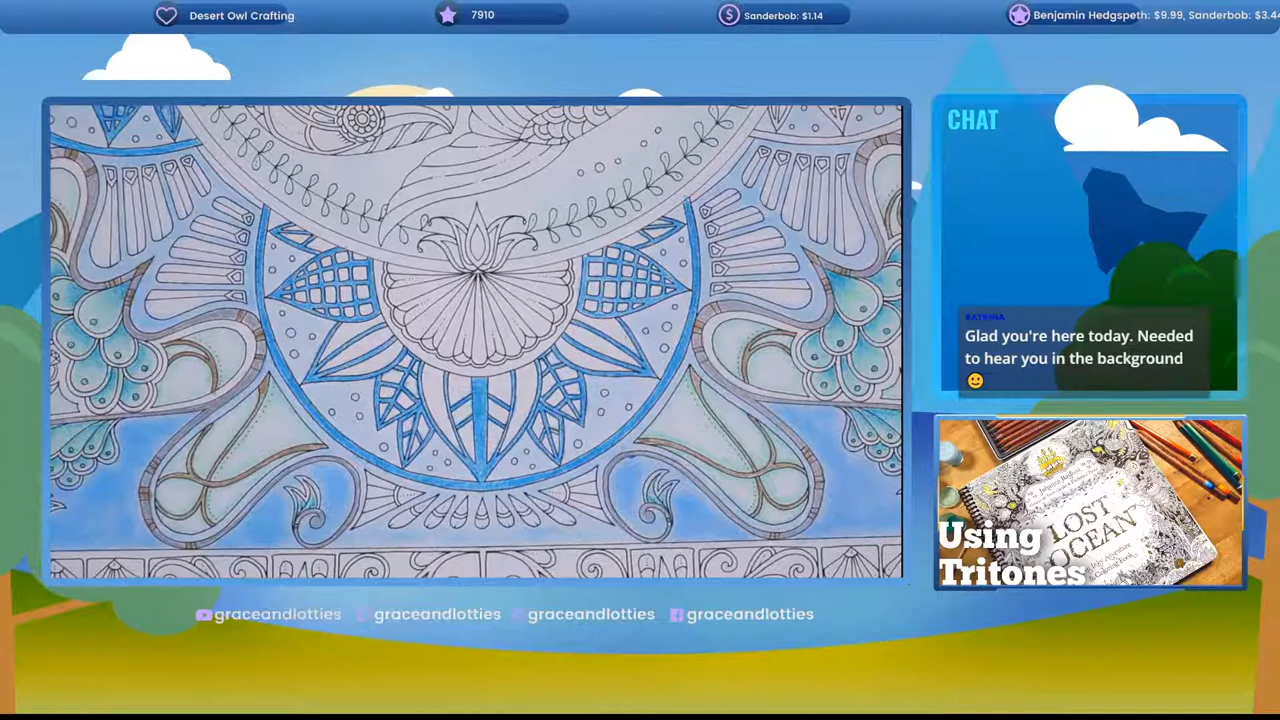 Desert Owl Crafting
7910
Sanderbob: $1.14
Benjamin Hedgspeth: $9.99, Sanderbob: $3.4
CHAT
KATRINA
Glad you're here today. Needed
to hear you in the background
LOST
OCEAN
Using
Tritones
graceandlotties graceandlotties graceandlotties graceandlotties